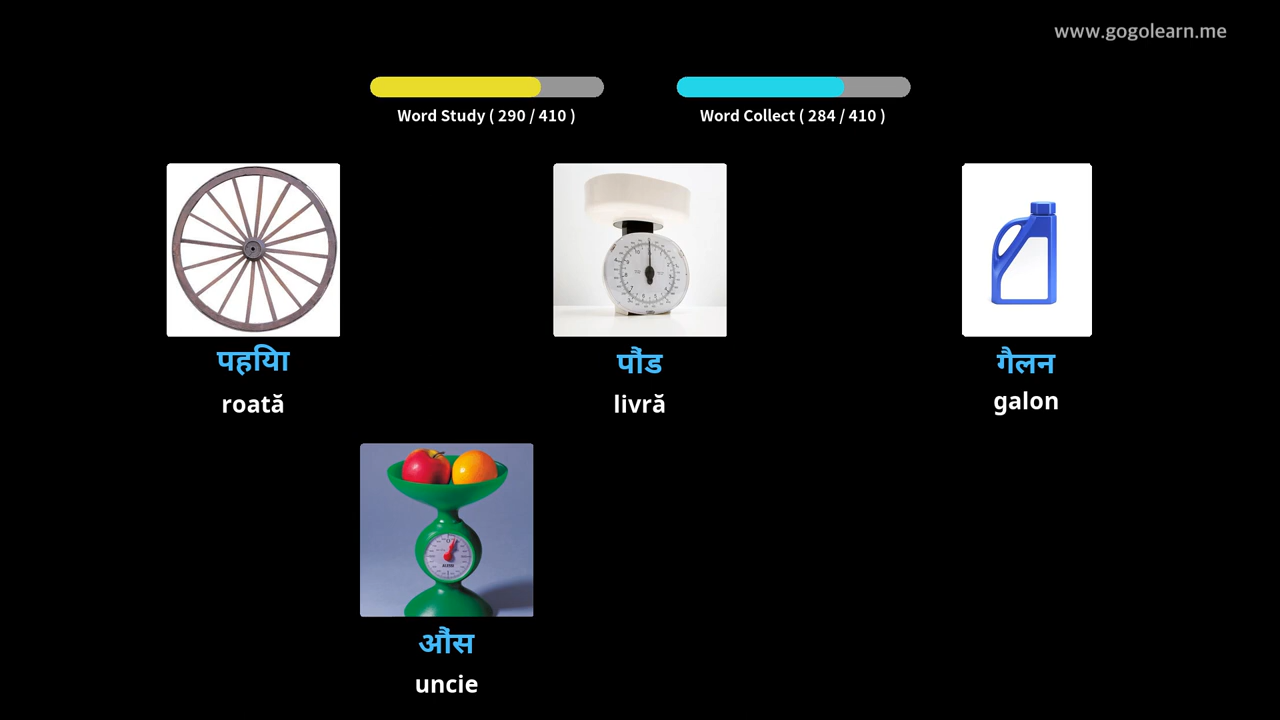 www.gogolearn.me
Word Study ( 290 / 410 )
Word Collect ( 284 / 410 )
पहिया
पौंड
गैलन
roată
livră
galon
औंस
uncie